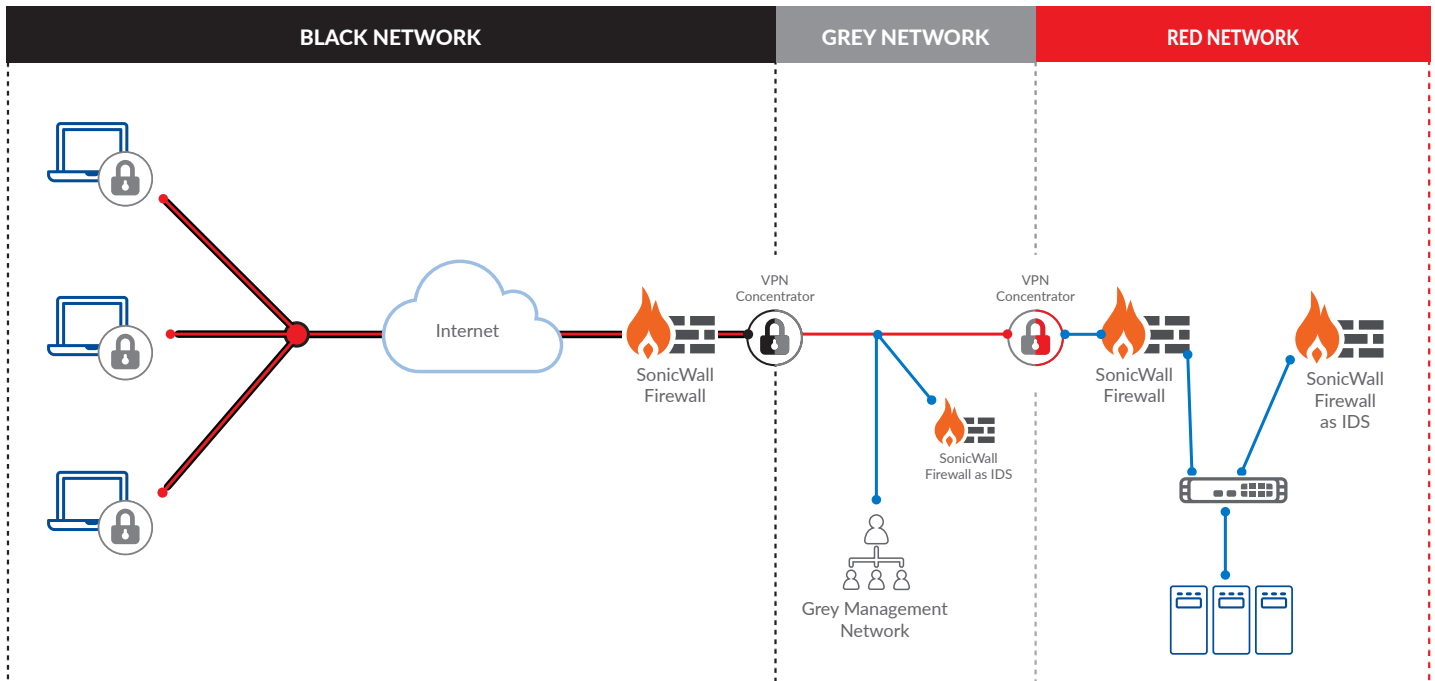 BLACK NETWORK
GREY NETWORK
RED NETWORK
VPN
Concentrator
VPN
Concentrator
Internet
SonicWall
Firewall
SonicWall
Firewall
SonicWall
Firewall
as IDS
SonicWall
Firewall as IDS
Grey Management
Network